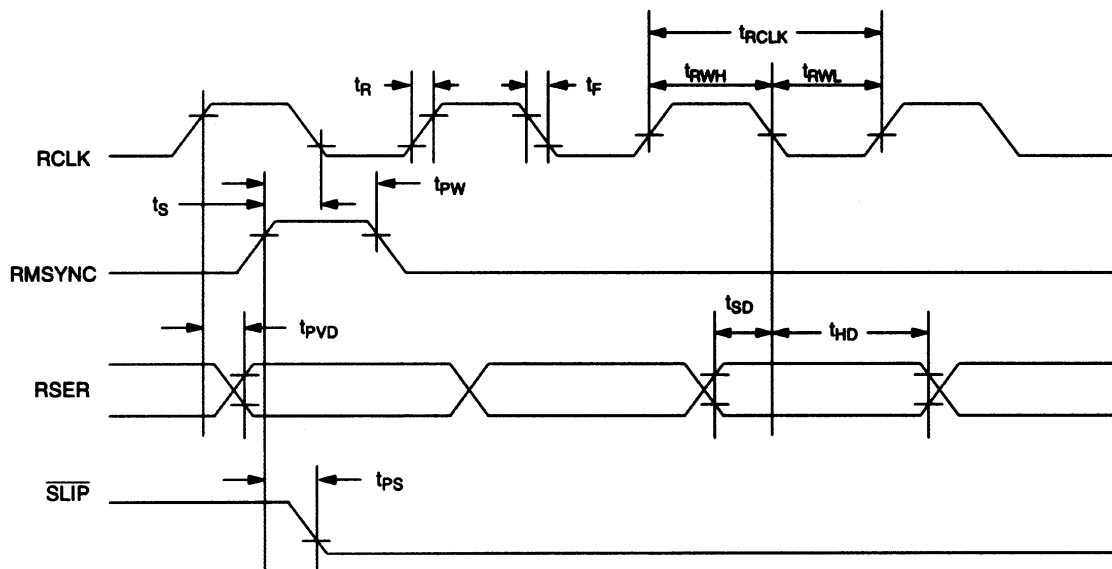 tRCLK
tR
tF
tRWH
tRWL
RCLK
tPW
tS
RMSYNC
tSD
tPVD
tHD
RSER
tPS
SLIP